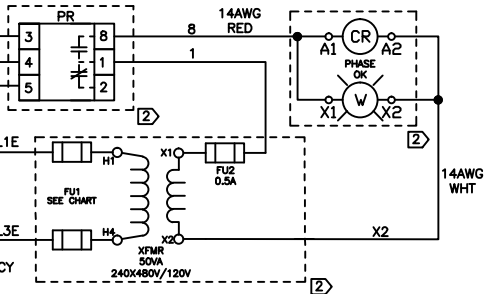 PR
3
4
5
8
1
2
8
14AWG
RED
1
CR
A1
A2
PHASE
OK
W
X1
X2
2
2
L1E
H1
X1
FU2
0.5A
FU1
SEE CHART
14AWG
WHT
L3E
H4
X2
X2
XFMR
50VA
240X480V/120V
CY
2